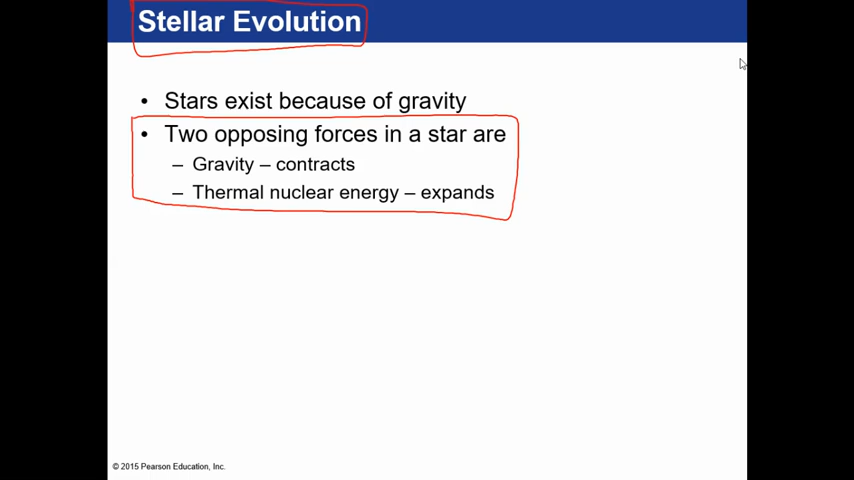 Stellar Evolution
• Stars exist because of gravity
• Two opposing forces in a star are
– Gravity – contracts
– Thermal nuclear energy – expands
© 2015 Pearson Education, Inc.